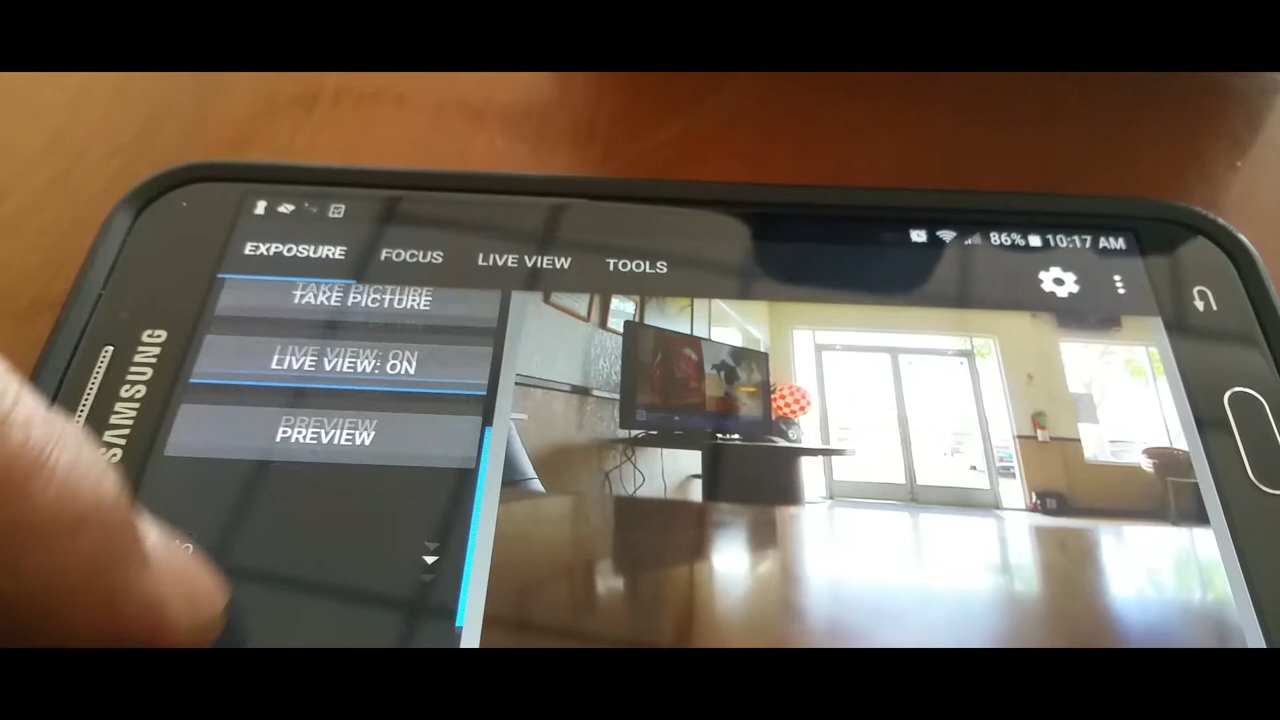 86% 10:17 AM
EXPOSURE FOCUS LIVE VIEW TOOLS
TAKE PICTURE
LIVE VIEW: ON
PREVIEW
SAMSUNG